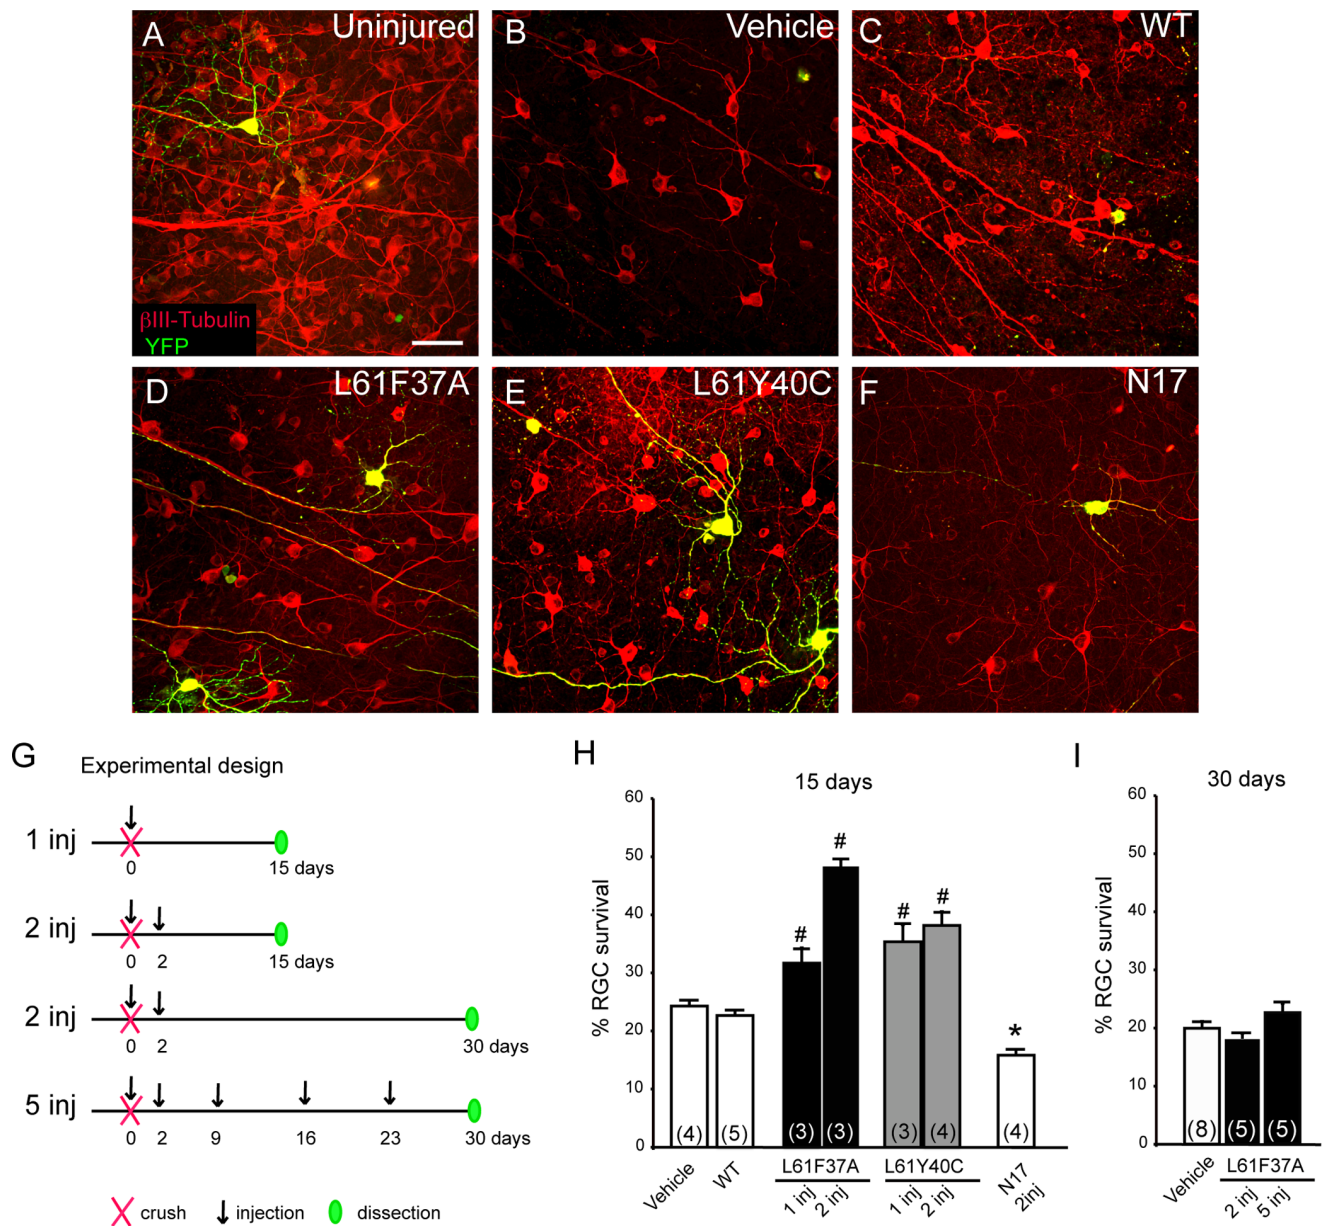 A
Uninjured
B
Vehicle
C
WT
βIII-Tubulin
YFP
D
L61F37A
E
L61Y40C
F
N17
G
Experimental design
1 inj
0
15 days
2 inj
0 2
15 days
2 inj
0 2
30 days
5 inj
0 2 9 16 23 30 days
crush injection dissection
H
15 days
% RGC survival
60
50
40
30
20
10
0
#
#
#
#
*
(4) (5) (3) (3) (3) (4) (4)
Vehicle
WT
L61F37A
1 inj
2 inj
L61Y40C
1 inj
2 inj
N17
2inj
I
30 days
% RGC survival
60
50
40
30
20
10
0
(8) (5) (5)
Vehicle
L61F37A
2 inj
5 inj